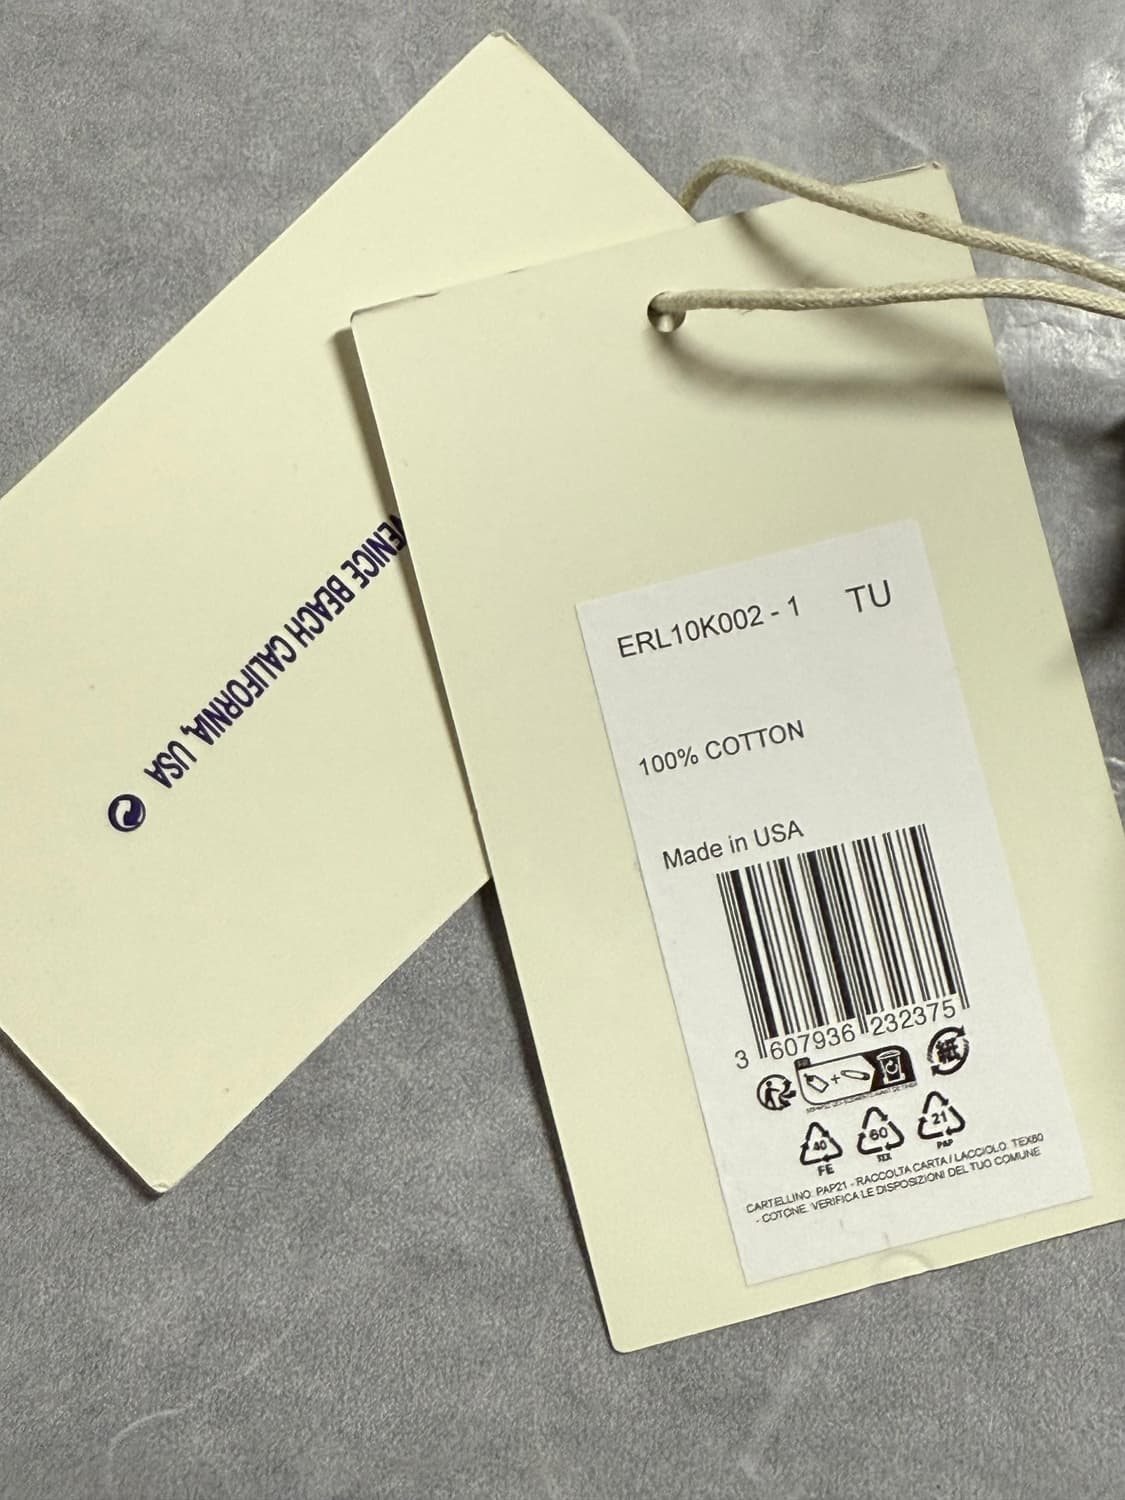 VENICE BEACH CALIFORNIA, USA
ERL10K002 - 1 TU
100% COTTON
Made in USA
3 607936 232375
紙
40
FE
60
TEX
21
PAP
CARTELLINO: PAP21 - RACCOLTA CARTA / LACCIOLO: TEX60
- COTONE. VERIFICA LE DISPOSIZIONI DEL TUO COMUNE